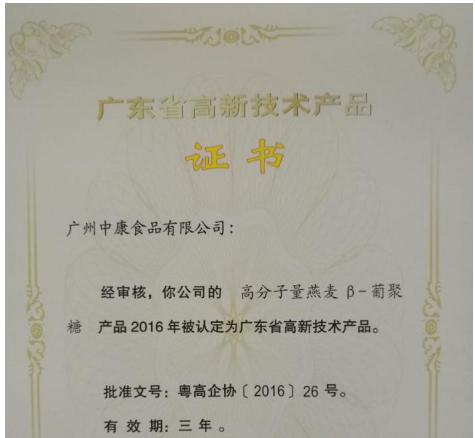 广东省高新技术产品
证书
广州中康食品有限公司：
经审核，你公司的 高分子量燕麦 β-葡聚
糖 产品 2016 年被认定为广东省高新技术产品。
批准文号：粤高企协〔2016〕26 号。
有 效 期：三 年 。